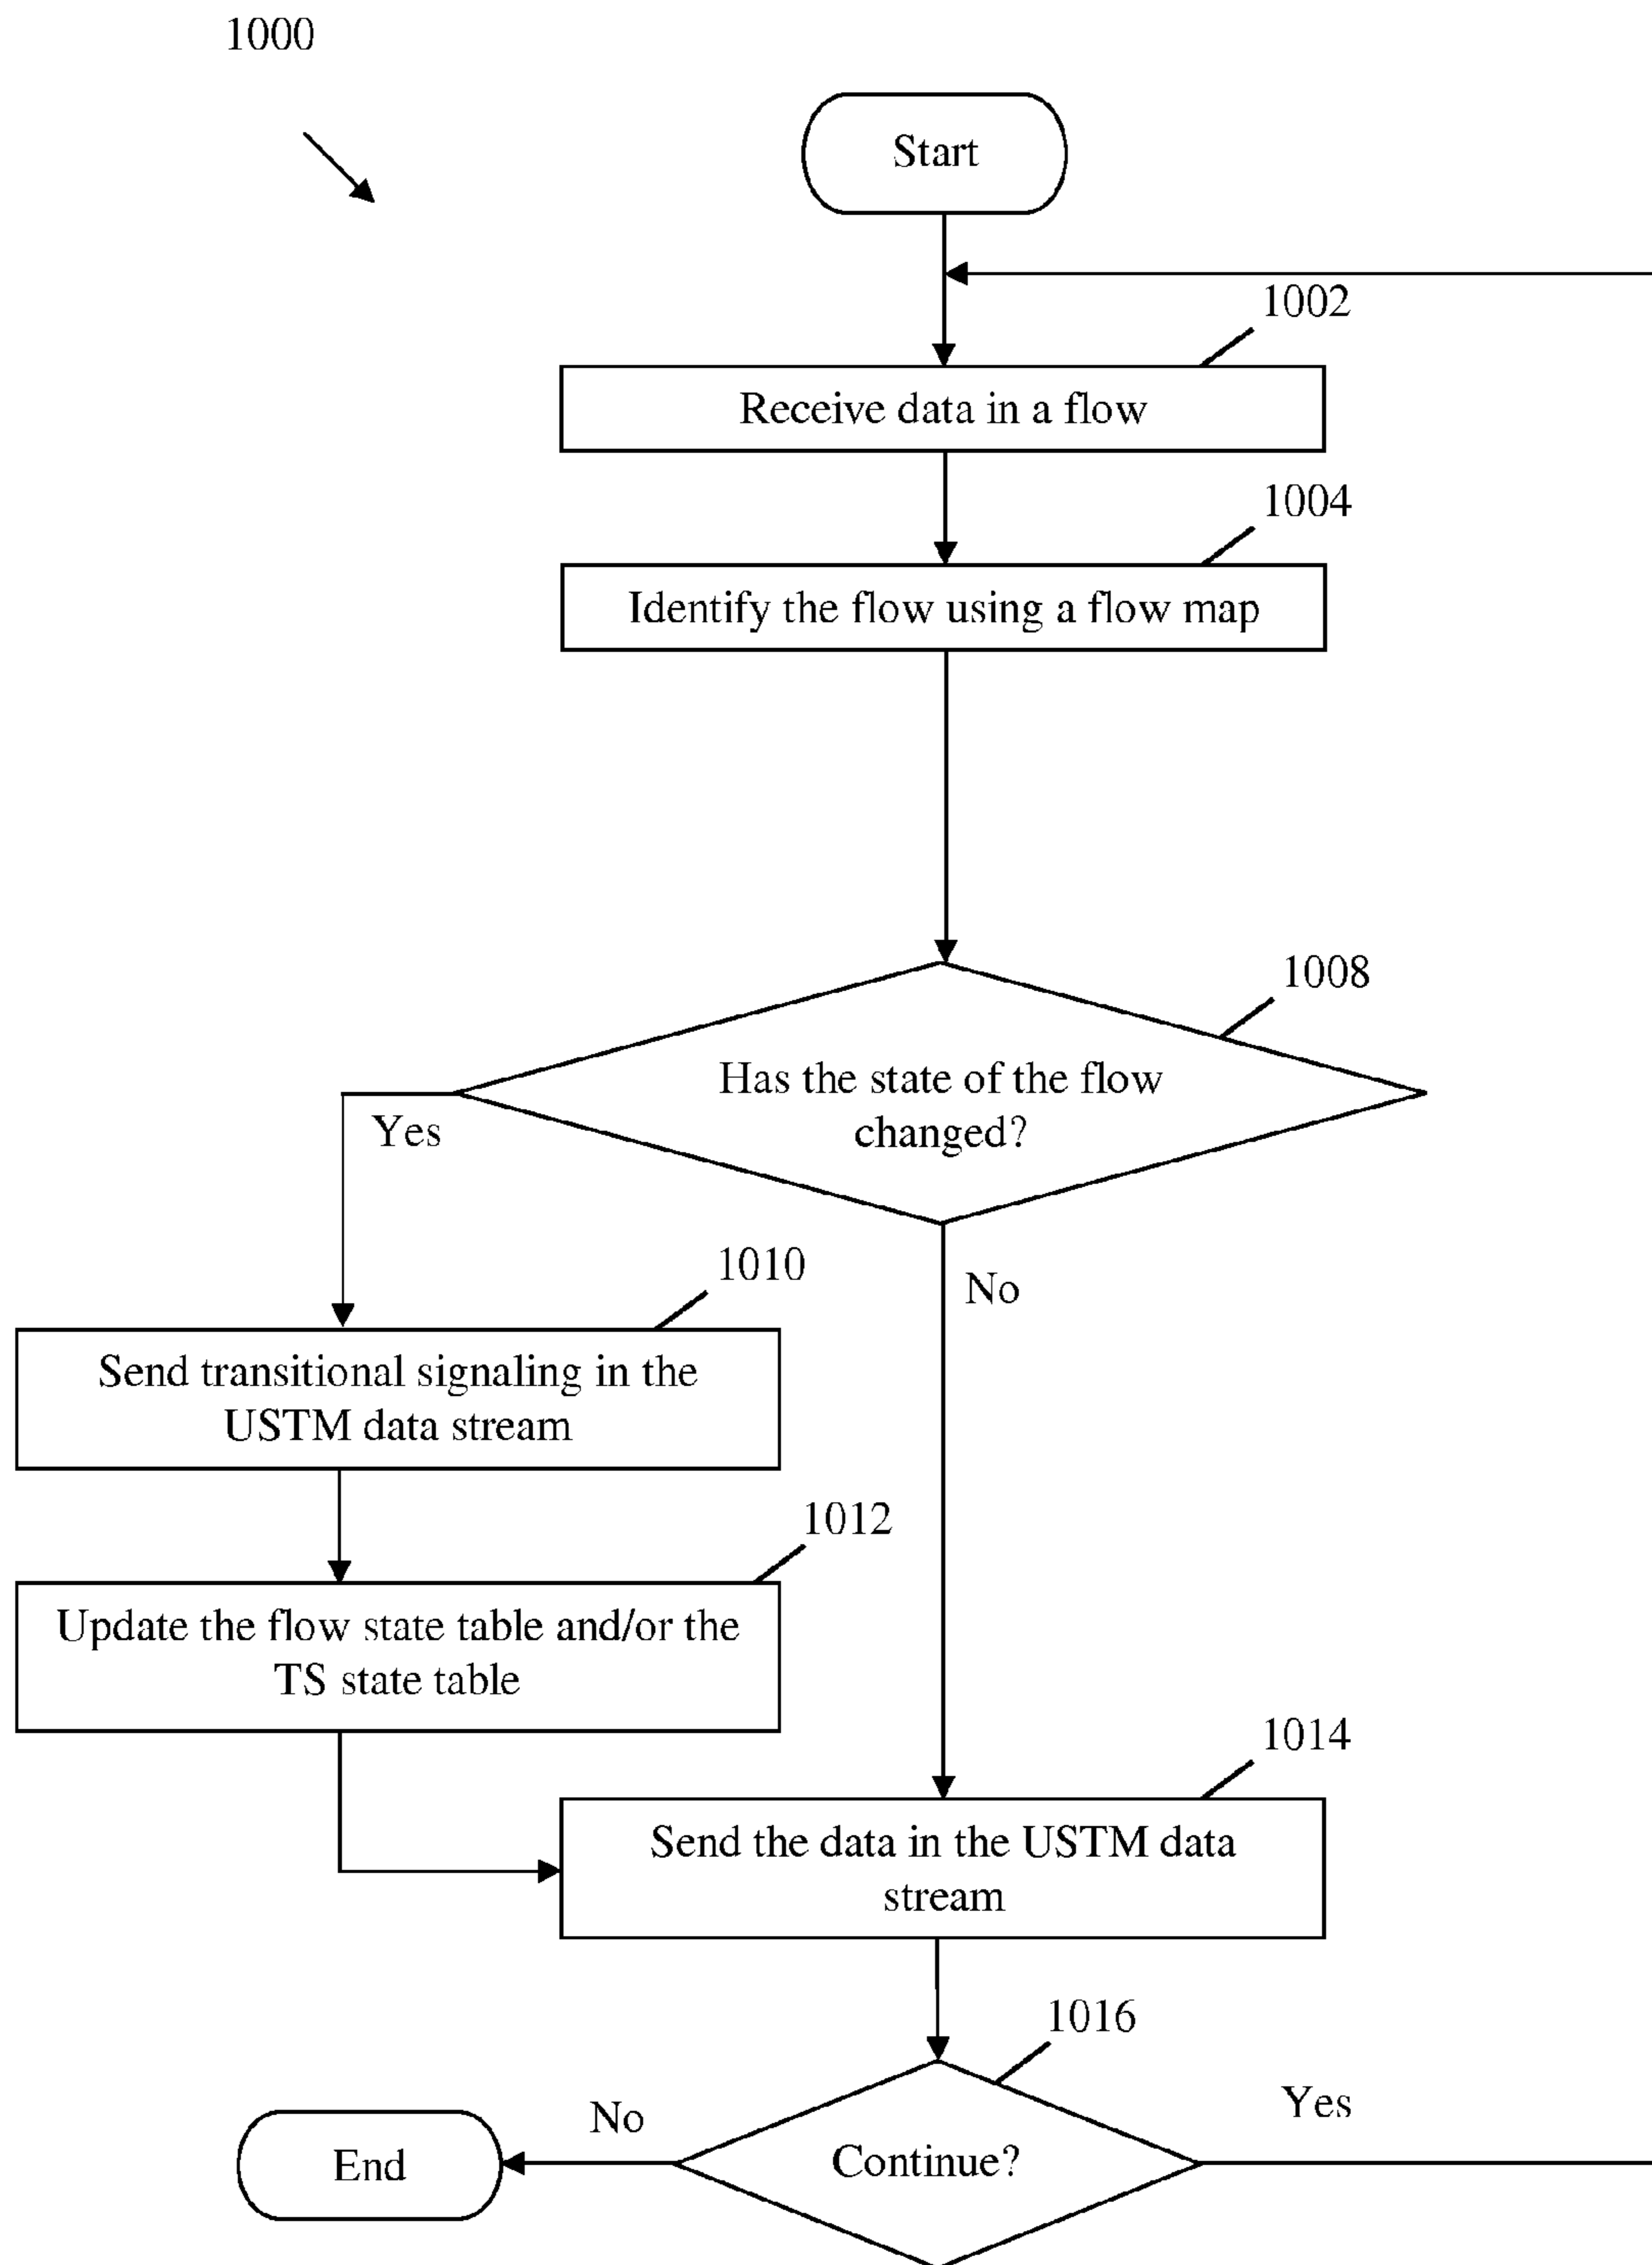 1000
Start
1002
Receive data in a flow
1004
Identify the flow using a flow map
1008
Has the state of the flow
changed?
Yes
No
1010
Send transitional signaling in the
USTM data stream
1012
Update the flow state table and/or the
TS state table
1014
Send the data in the USTM data
stream
1016
Continue?
No
Yes
End